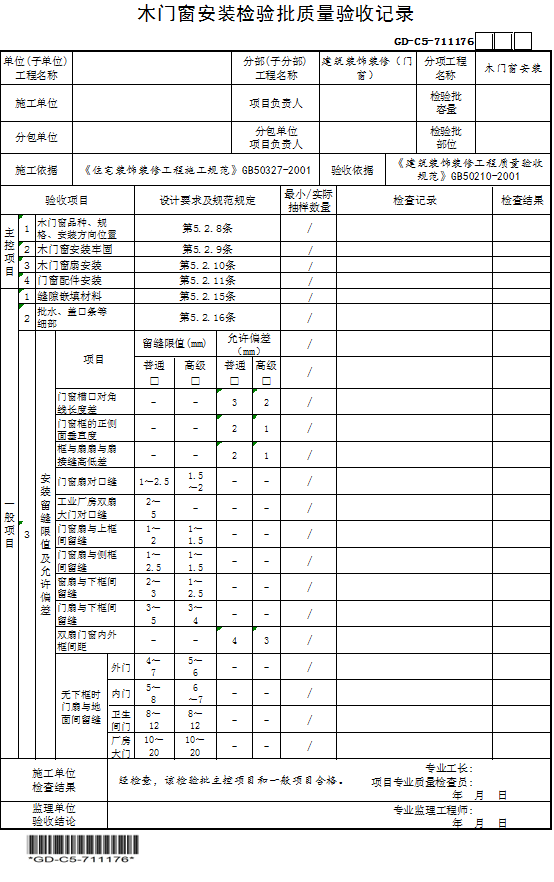 木门窗安装检验批质量验收记录
GD-C5-711176
单位(子单位) 分部(子分部) 建筑装饰装修(门 分项工程 木门窗安装
工程名称 工程名称 窗) 名称
施工单位 项目负责人 检验批
容量
分包单位 分包单位 检验批
项目负责人 部位
施工依据 《住宅装饰装修工程施工规范》GB50327-2001 验收依据 《建筑装饰装修工程质量验收
规范》GB50210-2001
验收项目 设计要求及规范规定 最小/实际 检查记录 检查结果
抽样数量
主控项目
1 木门窗品种、规 第5.2.8条 /
格、安装方向位置
2 木门窗安装牢固 第5.2.9条 /
3 木门窗扇安装 第5.2.10条 /
4 门窗配件安装 第5.2.11条 /
一般项目
1 缝隙嵌填材料 第5.2.15条 /
2 批水、盖口条等 第5.2.16条 /
细部
3 安装留缝限值及允许偏差
项目 留缝限值(mm) 允许偏差 /
(mm)
普通 高级 普通 高级 /
□ □ □ □
门窗槽口对角 - - 3 2 /
线长度差
门窗框的正侧 - - 2 1 /
面垂直度
框与扇扇与扇 - - 2 1 /
接缝高低差
门窗扇对口缝 1~2.5 1.5 - - /
~2
工业厂房双扇 2~ - - - /
大门对口缝 5
门窗扇与上框 1~ 1~ - - /
间留缝 2 1.5
门窗扇与侧框 1~ 1~ - - /
间留缝 2.5 1.5
窗扇与下框间 2~ 1~ - - /
留缝 3 2.5
门扇与下框间 3~ 3~ - - /
留缝 5 4
双扇门窗内外 - - 4 3 /
框间距
无下框时
门扇与地
面间留缝
外门 4~ 5~ - - /
7 6
内门 5~ 6 - - /
8 ~7
卫生 8~ 8~ - - /
间门 12 12
厂房 10~ 10~ - - /
大门 20 20
施工单位
检查结果
经检查，该检验批主控项目和一般项目合格。
专业工长:
项目专业质量检查员:
年 月 日
监理单位
验收结论
专业监理工程师:
年 月 日
*GD-C5-711176*